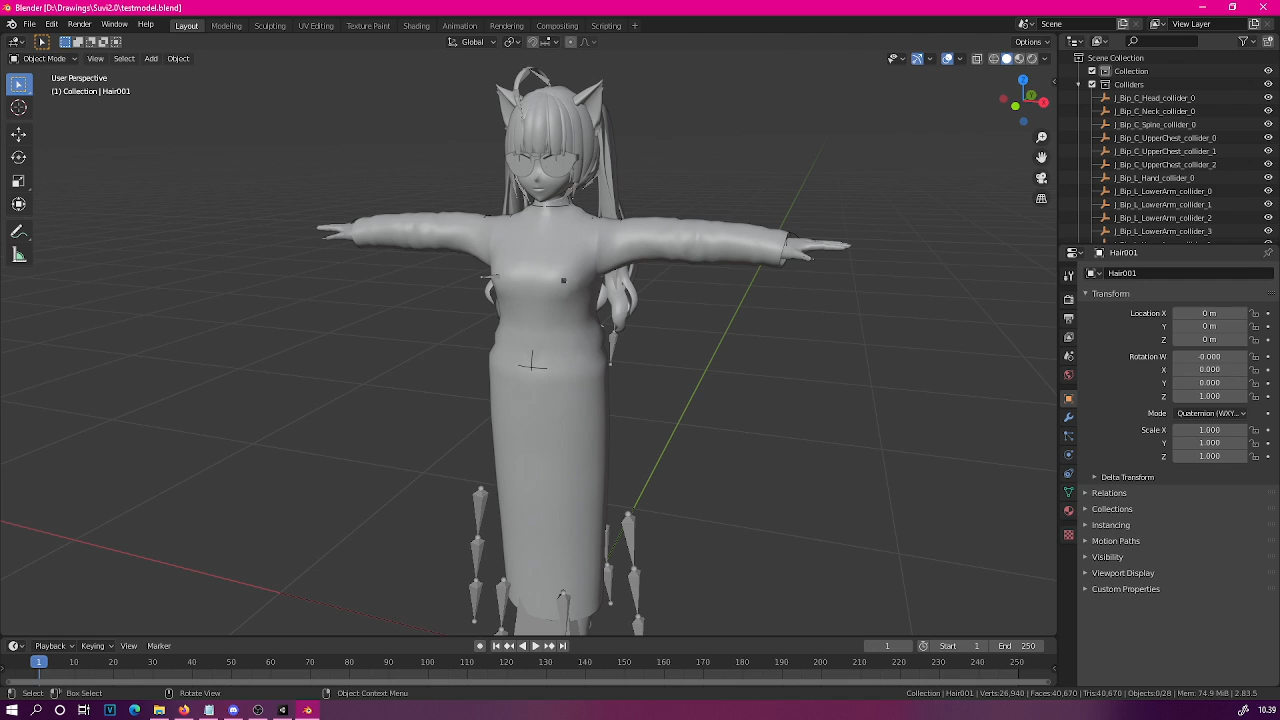 Blender [D:\Drawings\Suvi2.0\testmodel.blend]
File Edit Render Window Help Layout Modeling Sculpting UV Editing Texture Paint Shading Animation Rendering Compositing Scripting + Scene View Layer
Global Options
Object Mode View Select Add Object
User Perspective
(1) Collection | Hair001
Scene Collection
Collection
Colliders
J_Bip_C_Head_collider_0
J_Bip_C_Neck_collider_0
J_Bip_C_Spine_collider_0
J_Bip_C_UpperChest_collider_0
J_Bip_C_UpperChest_collider_1
J_Bip_C_UpperChest_collider_2
J_Bip_L_Hand_collider_0
J_Bip_L_LowerArm_collider_0
J_Bip_L_LowerArm_collider_1
J_Bip_L_LowerArm_collider_2
J_Bip_L_LowerArm_collider_3
Z
Y
X
Hair001
Hair001
Transform
Location X 0 m
Y 0 m
Z 0 m
Rotation W -0.000
X 0.000
Y 0.000
Z 1.000
Mode Quaternion (WXY...
Scale X 1.000
Y 1.000
Z 1.000
Delta Transform
Relations
Collections
Instancing
Motion Paths
Visibility
Viewport Display
Custom Properties
Playback Keying View Marker 1 Start 1 End 250
1 10 20 30 40 50 60 70 80 90 100 110 120 130 140 150 160 170 180 190 200 210 220 230 240 250
Select Box Select Rotate View Object Context Menu Collection | Hair001 | Verts:26,940 | Faces:40,670 | Tris:40,670 | Objects:0/28 | Mem: 74.9 MiB | 2.83.5
10.39